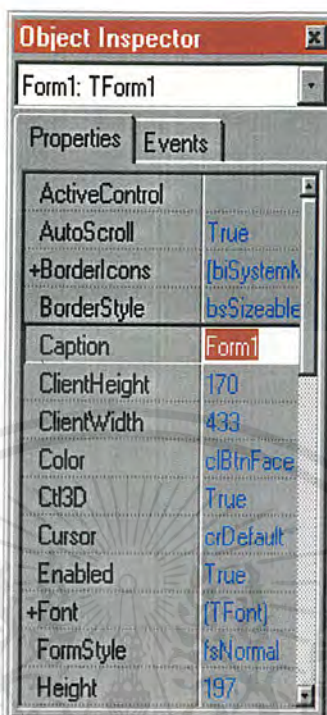 Object Inspector
Form1: TForm1
Properties Events
ActiveControl
AutoScroll True
+BorderIcons [biSystemM
BorderStyle bsSizeable
Caption Form1
ClientHeight 170
ClientWidth 433
Color clBtnFace
Ctl3D True
Cursor crDefault
Enabled True
+Font (TFont)
FormStyle fsNormal
Height 197